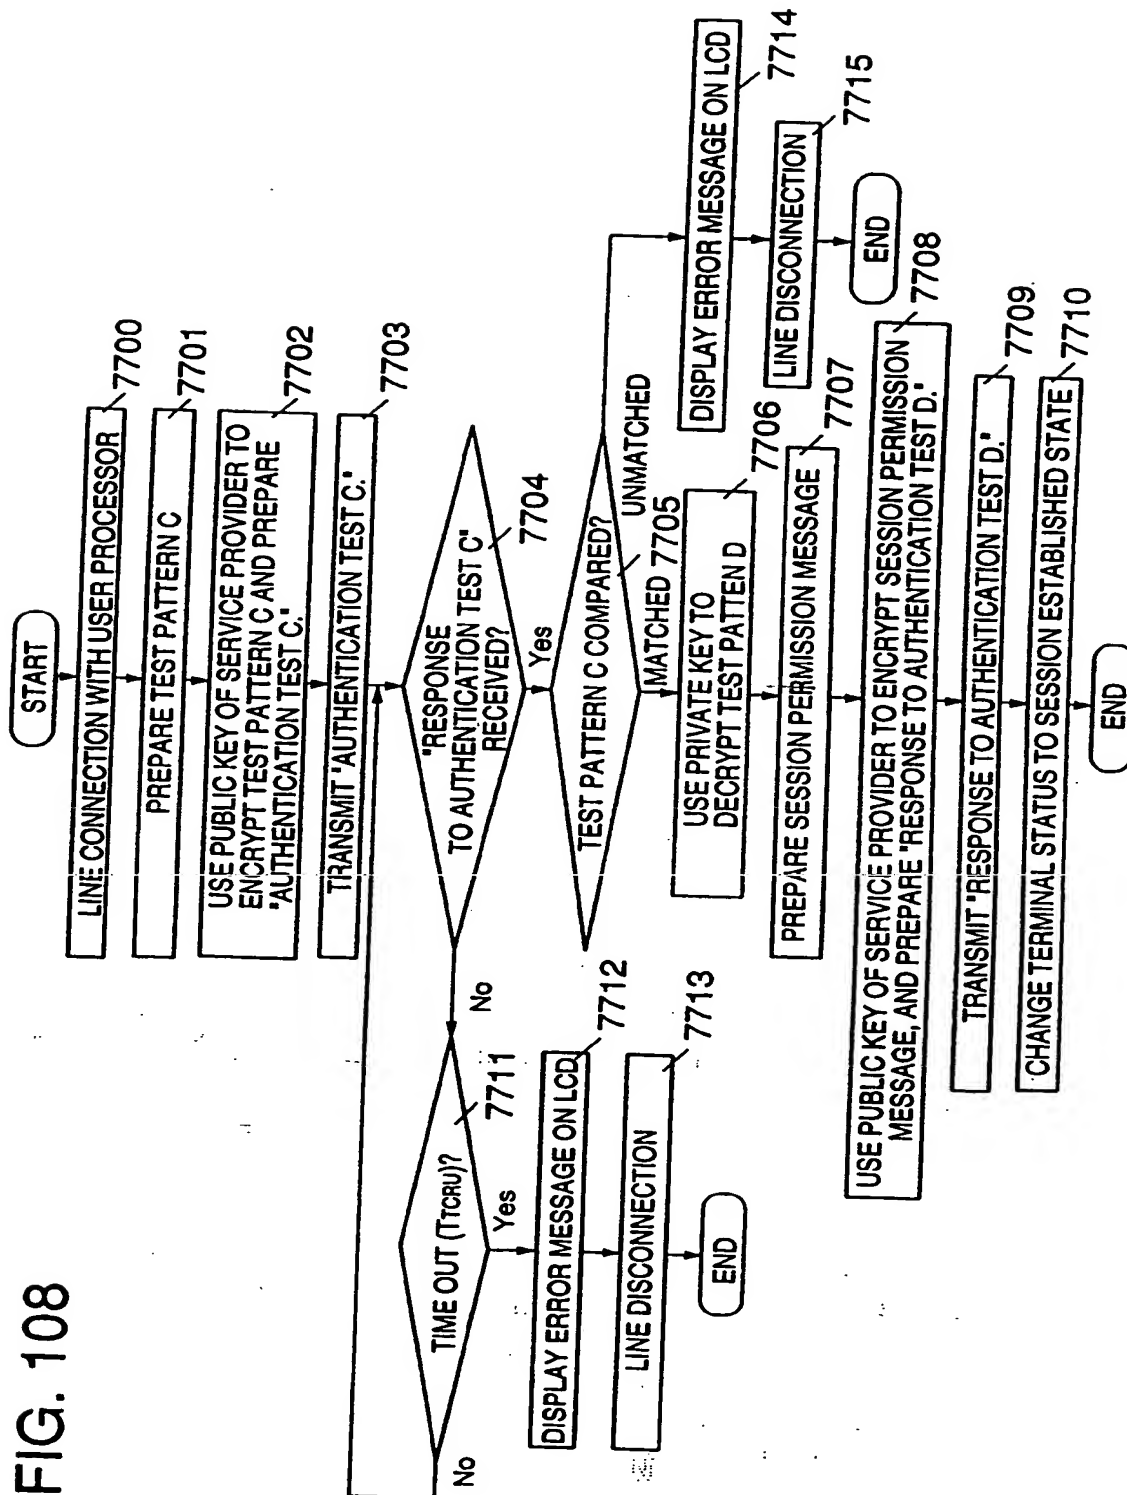 FIG. 108
START
LINE CONNECTION WITH USER PROCESSOR
7700
PREPARE TEST PATTERN C
7701
USE PUBLIC KEY OF SERVICE PROVIDER TO
ENCRYPT TEST PATTERN C AND PREPARE
"AUTHENTICATION TEST C."
7702
TRANSMIT "AUTHENTICATION TEST C."
7703
"RESPONSE
TO AUTHENTICATION TEST C"
RECEIVED?
7704
No
Yes
TIME OUT (TTCRU)?
7711
No
Yes
DISPLAY ERROR MESSAGE ON LCD
7712
LINE DISCONNECTION
7713
END
TEST PATTERN C COMPARED?
7705
UNMATCHED
MATCHED
DISPLAY ERROR MESSAGE ON LCD
7714
LINE DISCONNECTION
7715
END
USE PRIVATE KEY TO
DECRYPT TEST PATTEN D
7706
PREPARE SESSION PERMISSION MESSAGE
7707
USE PUBLIC KEY OF SERVICE PROVIDER TO ENCRYPT SESSION PERMISSION
MESSAGE, AND PREPARE "RESPONSE TO AUTHENTICATION TEST D."
7708
TRANSMIT "RESPONSE TO AUTHENTICATION TEST D."
7709
CHANGE TERMINAL STATUS TO SESSION ESTABLISHED STATE
7710
END